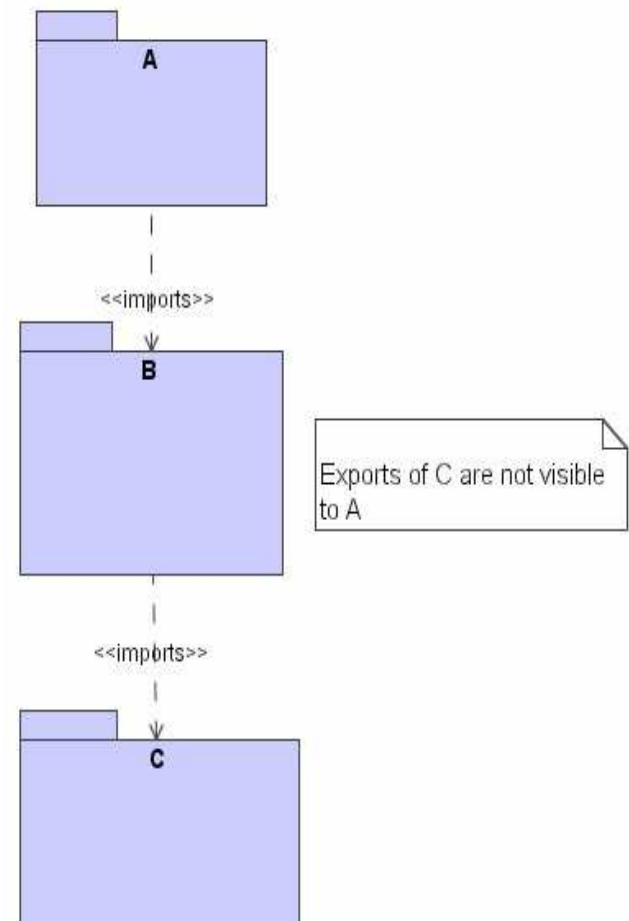 A
<<imports>>
B
Exports of C are not visible
to A
<<imports>>
C